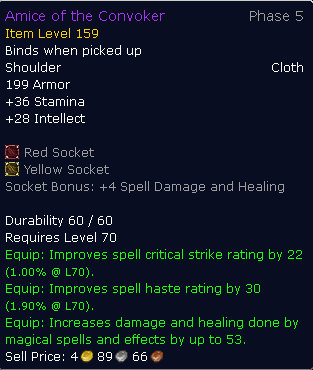 Amice of the Convoker Phase 5
Item Level 159
Binds when picked up
Shoulder Cloth
199 Armor
+36 Stamina
+28 Intellect
Red Socket
Yellow Socket
Socket Bonus: +4 Spell Damage and Healing
Durability 60 / 60
Requires Level 70
Equip: Improves spell critical strike rating by 22
(1.00% @ L70).
Equip: Improves spell haste rating by 30
(1.90% @ L70).
Equip: Increases damage and healing done by
magical spells and effects by up to 53.
Sell Price: 4 89 66